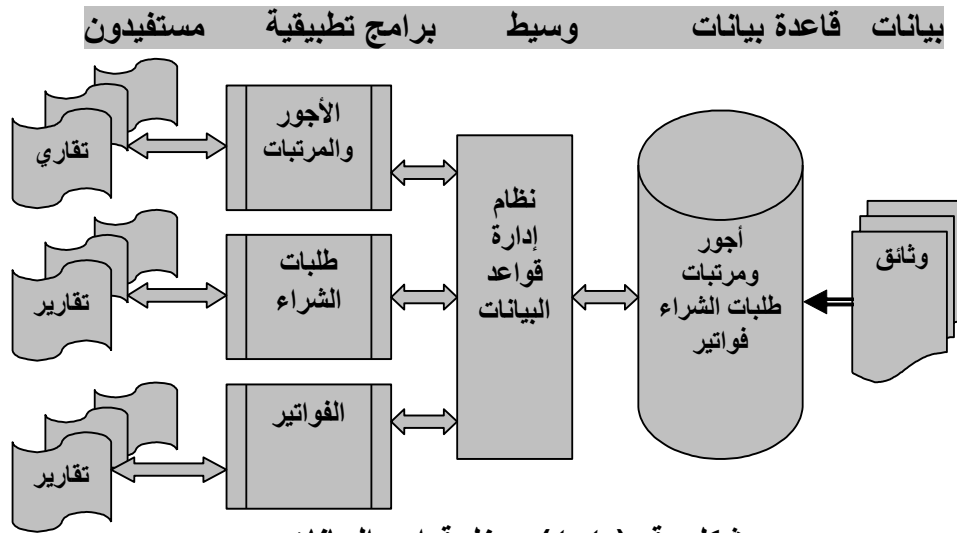 بيانات قاعدة بيانات وسيط برامج تطبيقية مستفيدون
وثائق
أجور
ومرتبات
طلبات الشراء
فواتير
نظام
إدارة
قواعد
البيانات
الأجور
والمرتبات
تقاري
طلبات
الشراء
تقارير
الفواتير
تقارير